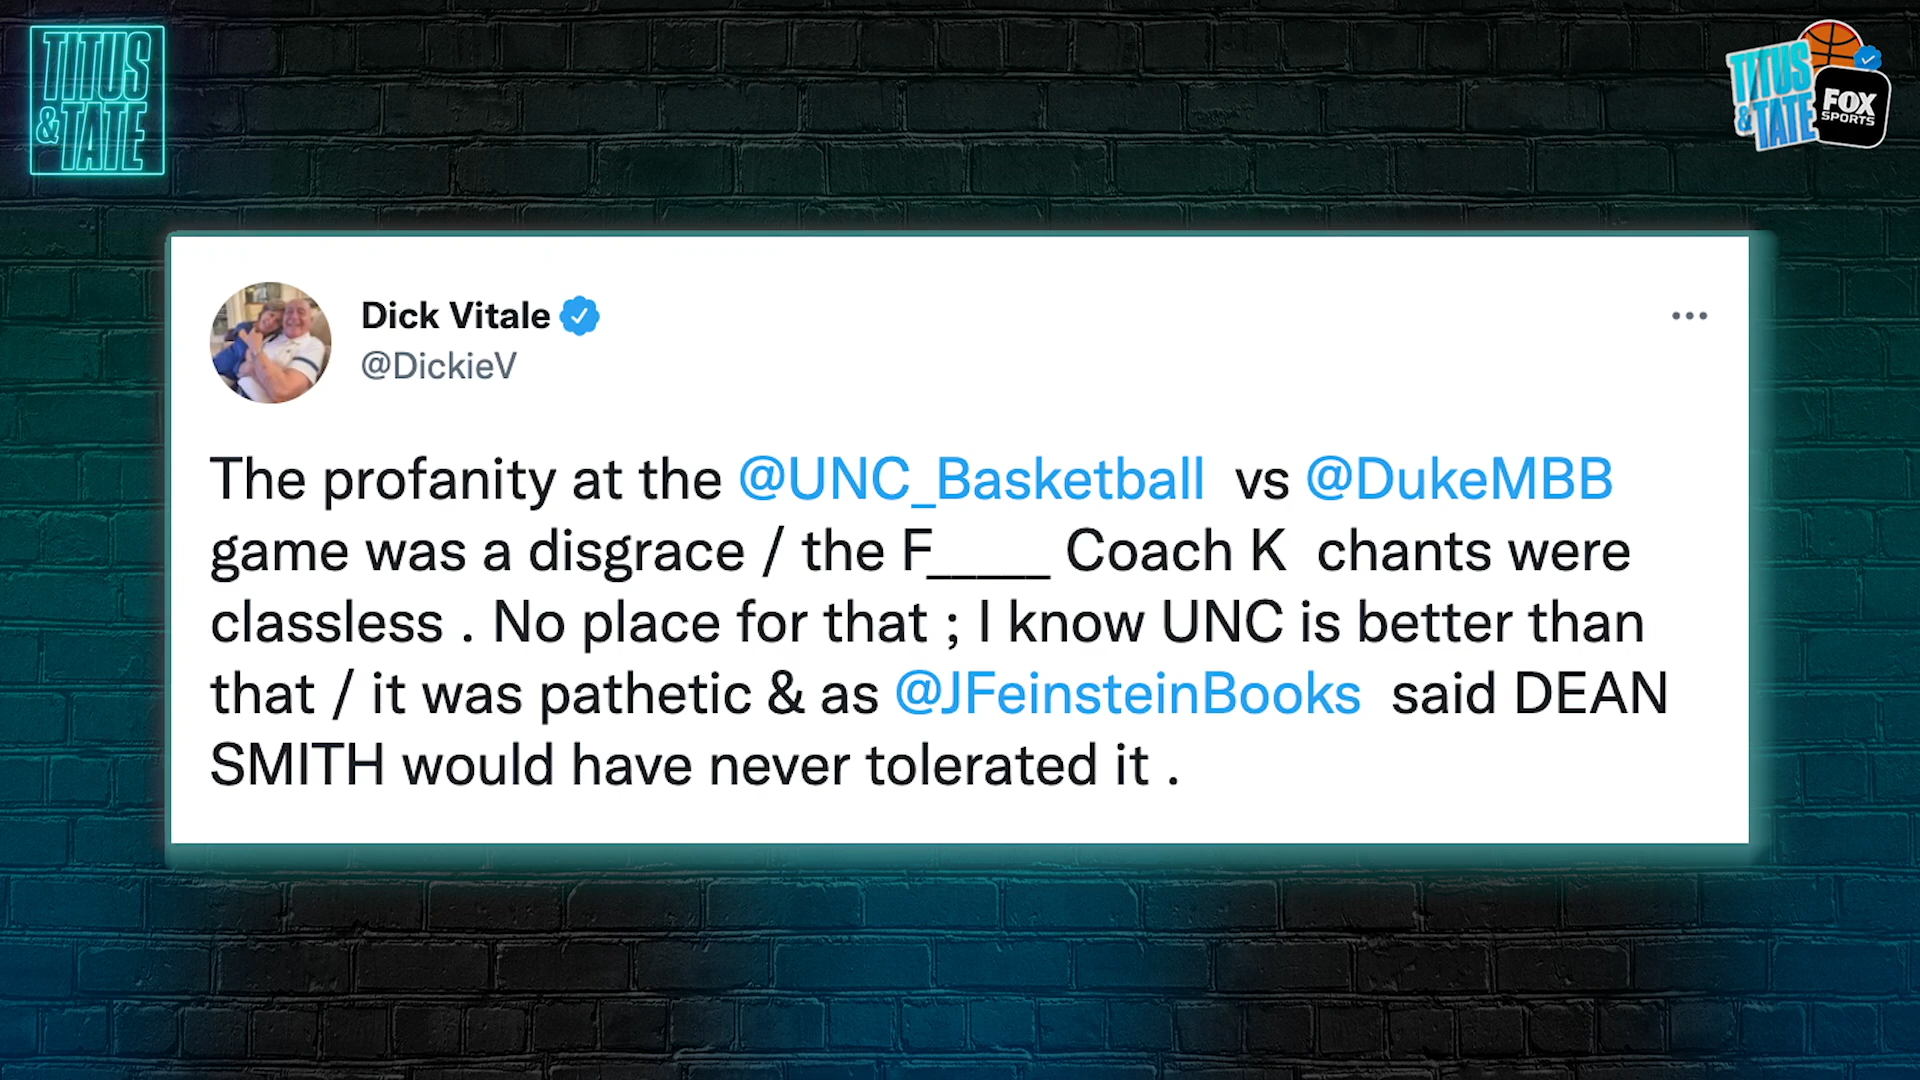 TITUS
& TATE
TITUS
& TATE
FOX
SPORTS
Dick Vitale
@DickieV
The profanity at the @UNC_Basketball vs @DukeMBB
game was a disgrace / the F_____ Coach K chants were
classless . No place for that ; I know UNC is better than
that / it was pathetic & as @JFeinsteinBooks said DEAN
SMITH would have never tolerated it .